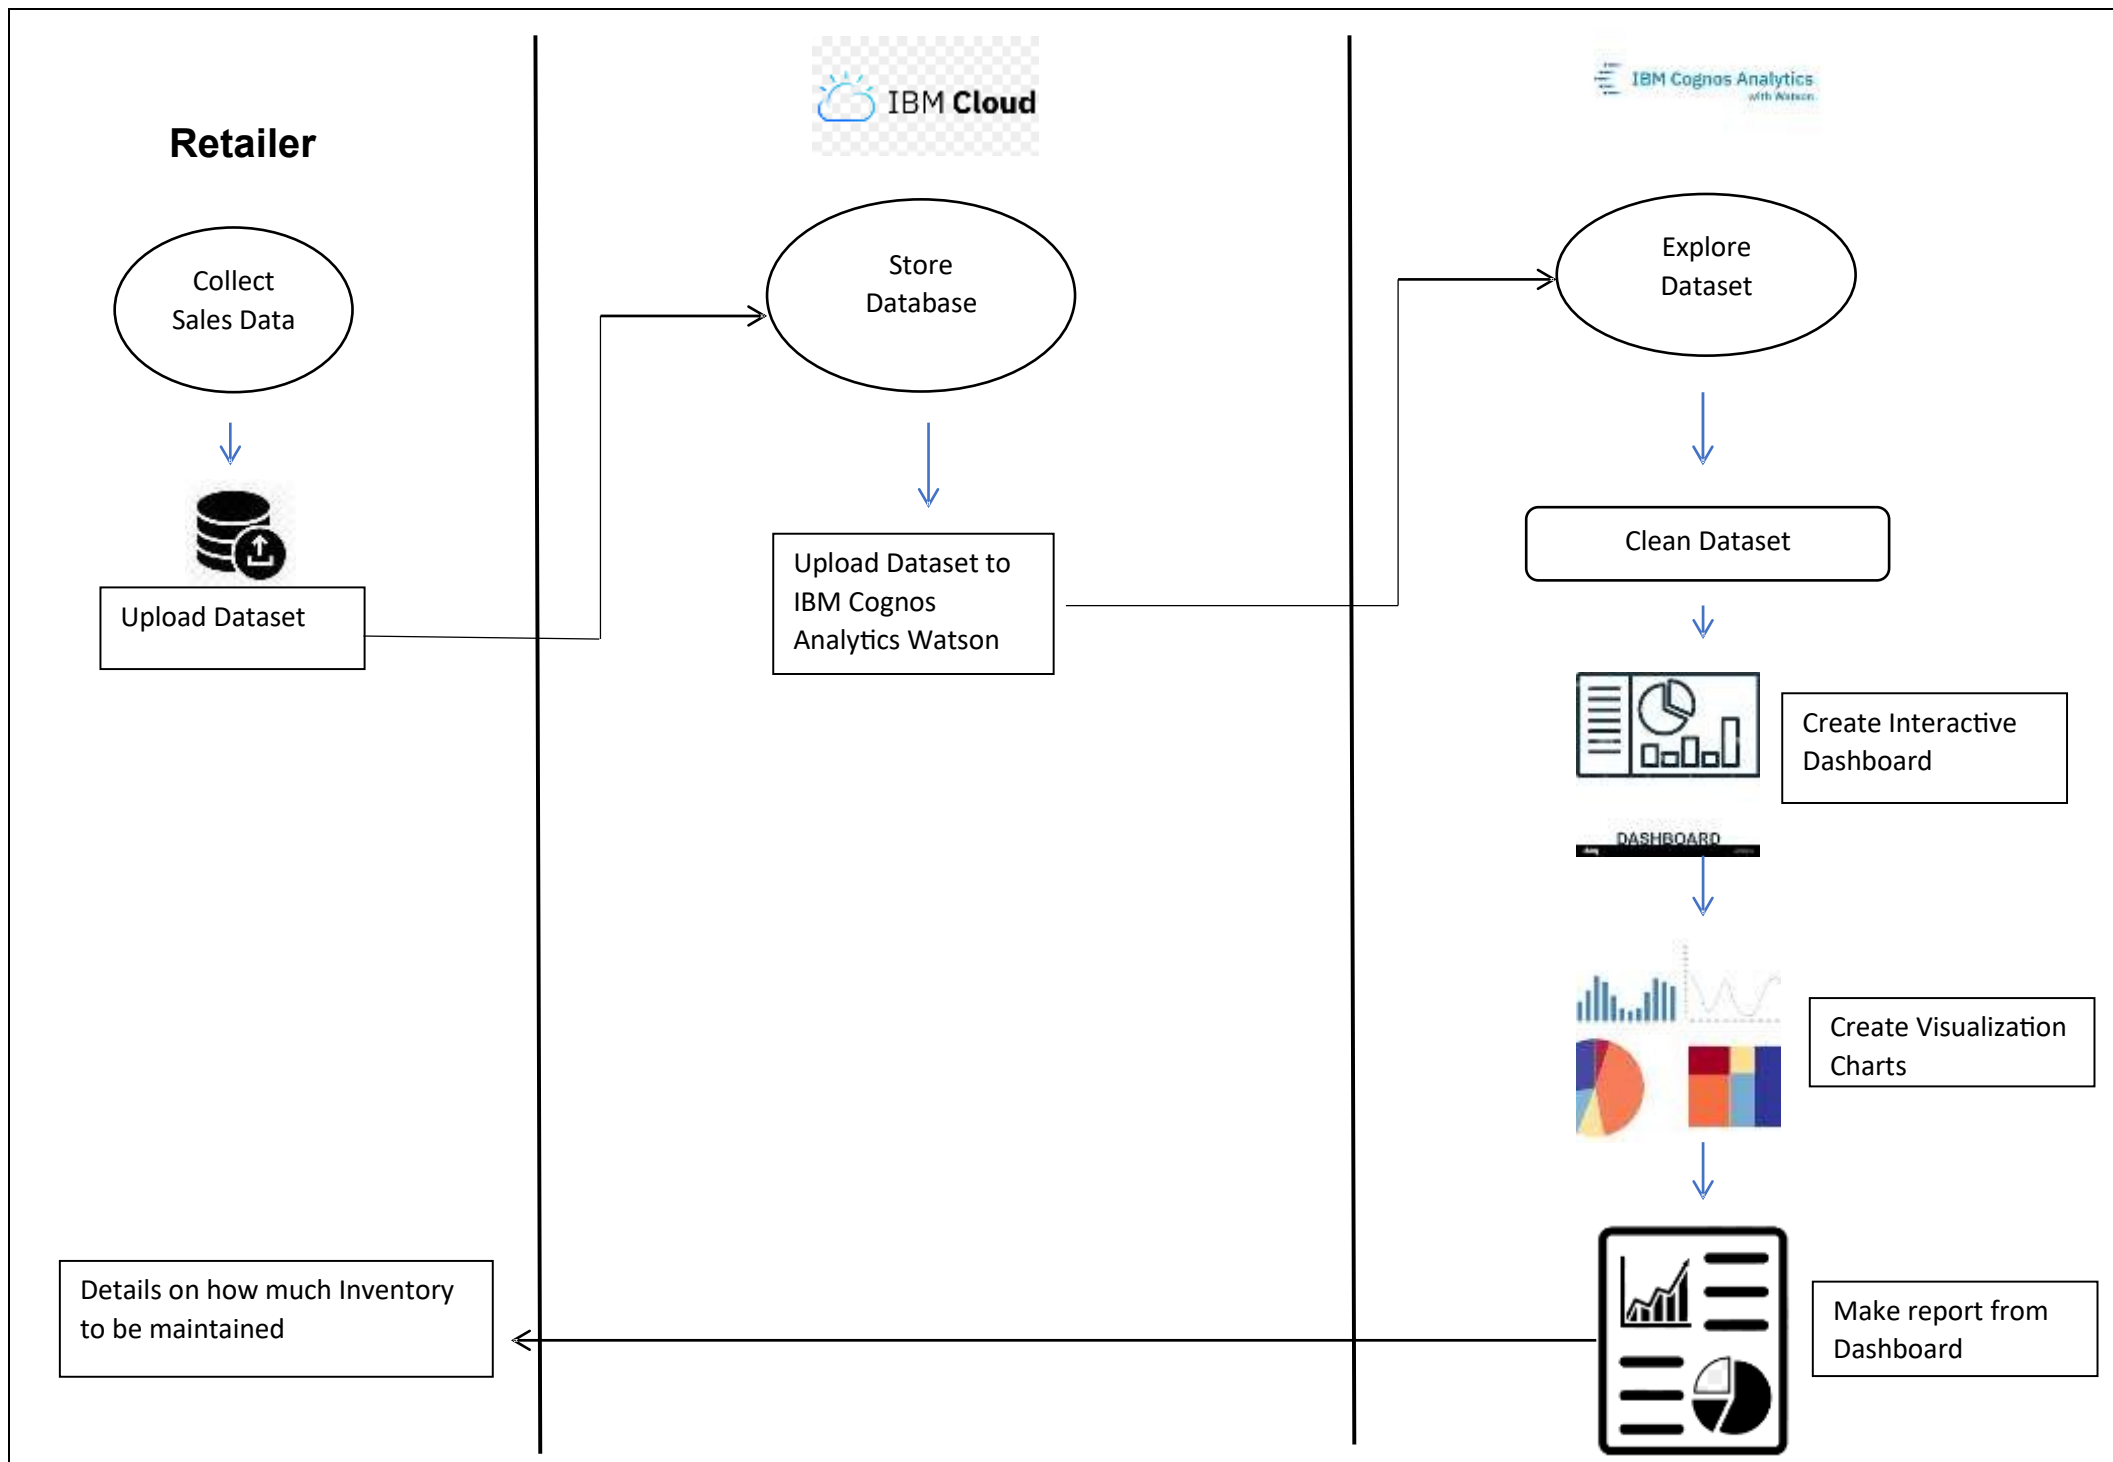 Retailer
Collect
Sales Data
Upload Dataset
Details on how much Inventory
to be maintained
IBM Cloud
Store
Database
Upload Dataset to
IBM Cognos
Analytics Watson
IBM Cognos Analytics
with Watson
Explore
Dataset
Clean Dataset
Create Interactive
Dashboard
DASHBOARD
Create Visualization
Charts
Make report from
Dashboard